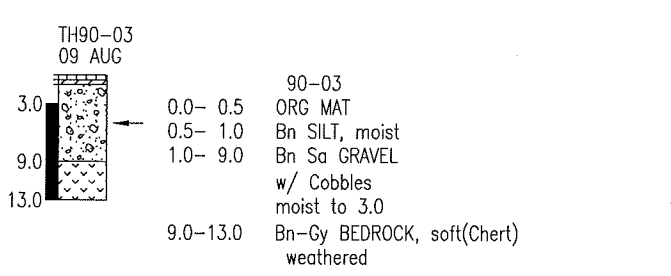 TH90-03
09 AUG
3.0
9.0
13.0
90-03
0.0- 0.5 ORG MAT
0.5- 1.0 Bn SILT, moist
1.0- 9.0 Bn Sa GRAVEL
w/ Cobbles
moist to 3.0
9.0-13.0 Bn-Gy BEDROCK, soft(Chert)
weathered